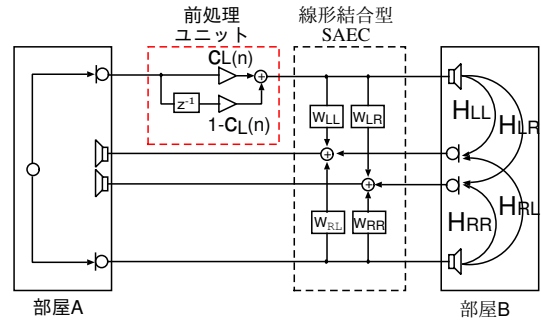 前処理
ユニット
線形結合型
SAEC
CL(n)
z⁻¹
1-CL(n)
WLL
WLR
WRL
WRR
HLL
HLR
HRR
HRL
部屋A
部屋B